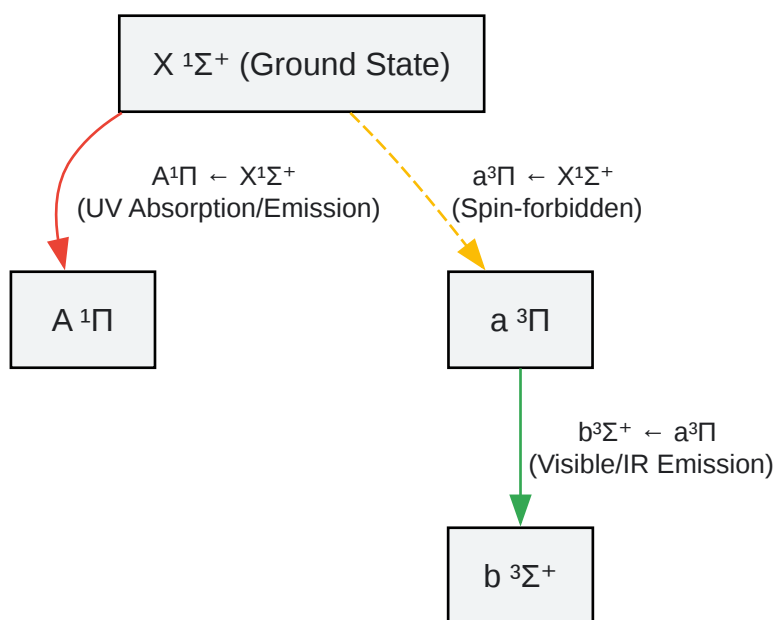 X ¹Σ⁺ (Ground State)
A¹Π ← X¹Σ⁺
(UV Absorption/Emission)
a³Π ← X¹Σ⁺
(Spin-forbidden)
A ¹Π
a ³Π
b³Σ⁺ ← a³Π
(Visible/IR Emission)
b ³Σ⁺